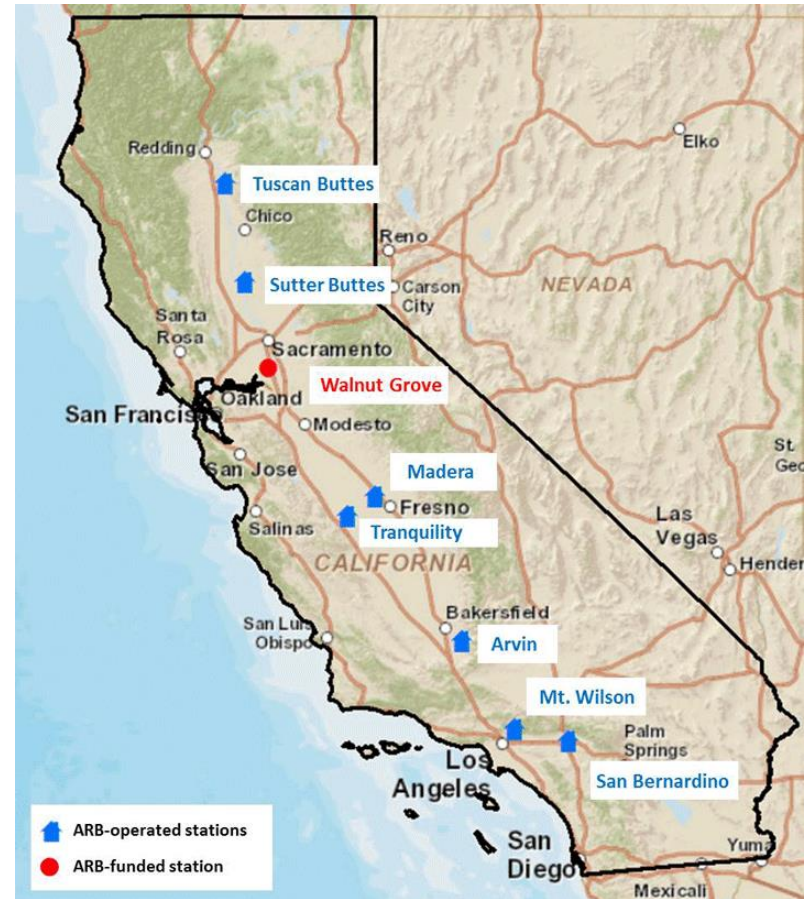 Redding
Tuscan Buttes
Chico
Elko
Reno
Sutter Buttes
Carson
City
NEVADA
Santa
Rosa
Sacramento
Walnut Grove
Oakland
San Francisco
Modesto
San Jose
Madera
Fresno
Salinas
Tranquility
CALIFORNIA
St.
Geo
Las
Vegas
Hender
San Luis
Obispo
Bakersfield
Arvin
Mt. Wilson
Palm
Springs
Los
Angeles
San Bernardino
San
Diego
Yuma
Mexicali
ARB-operated stations
ARB-funded station